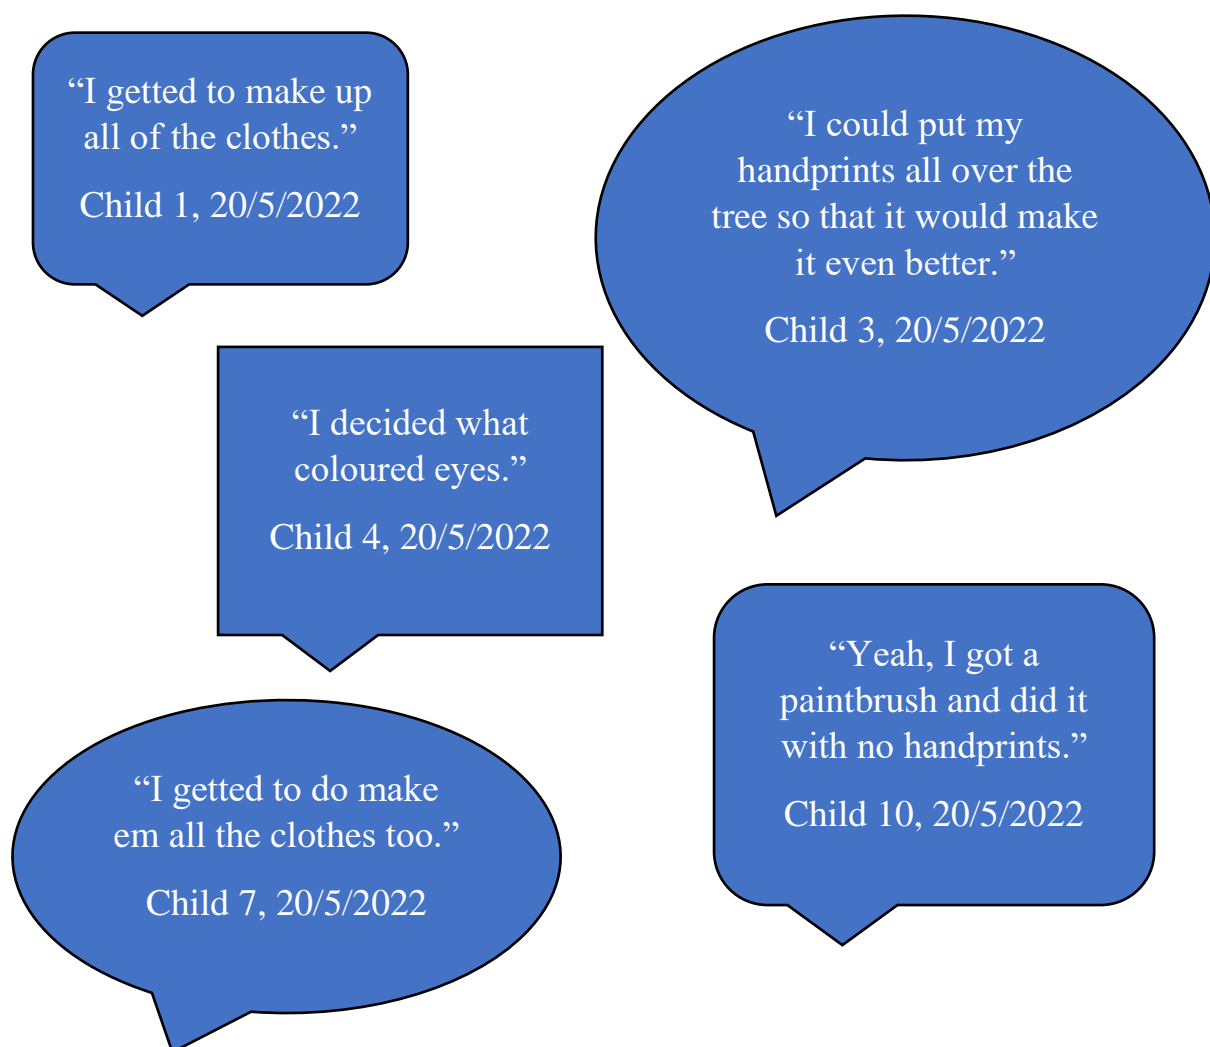 “I getted to make up
all of the clothes.”
Child 1, 20/5/2022
“I could put my
handprints all over the
tree so that it would make
it even better.”
Child 3, 20/5/2022
“I decided what
coloured eyes.”
Child 4, 20/5/2022
“Yeah, I got a
paintbrush and did it
with no handprints.”
Child 10, 20/5/2022
“I getted to do make
em all the clothes too.”
Child 7, 20/5/2022